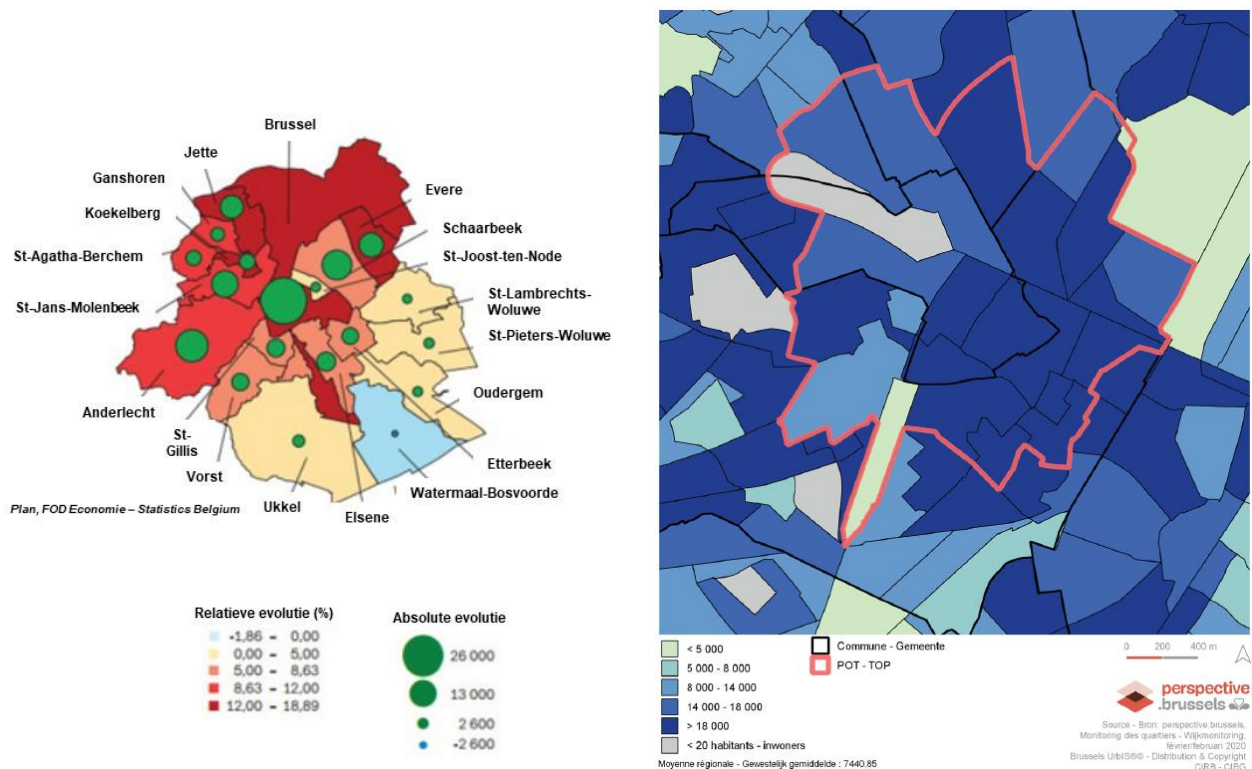 Brussel
Jette
Ganshoren
Koekelberg
St-Agatha-Berchem
St-Jans-Molenbeek
Anderlecht
St-
Gillis
Vorst
Ukkel
Elsene
Watermaal-Bosvoorde
Etterbeek
Oudergem
St-Pieters-Woluwe
St-Lambrechts-
Woluwe
St-Joost-ten-Node
Schaarbeek
Evere
Plan, FOD Economie – Statistics Belgium
Relatieve evolutie (%)
-1,86 – 0,00
0,00 – 5,00
5,00 – 8,63
8,63 – 12,00
12,00 – 18,89
Absolute evolutie
26 000
13 000
2 600
-2 600
< 5 000
5 000 - 8 000
8 000 - 14 000
14 000 - 18 000
> 18 000
< 20 habitants - inwoners
Moyenne régionale - Gewestelijk gemiddelde : 7440.85
Commune - Gemeente
POT - TOP
0 200 400 m
perspective
.brussels
Source - Bron: perspective.brussels,
Monitoring des quartiers - Wijkmonitoring,
février/februari 2020
Brussels UrbIS®© - Distribution & Copyright
CIRB - CIBG